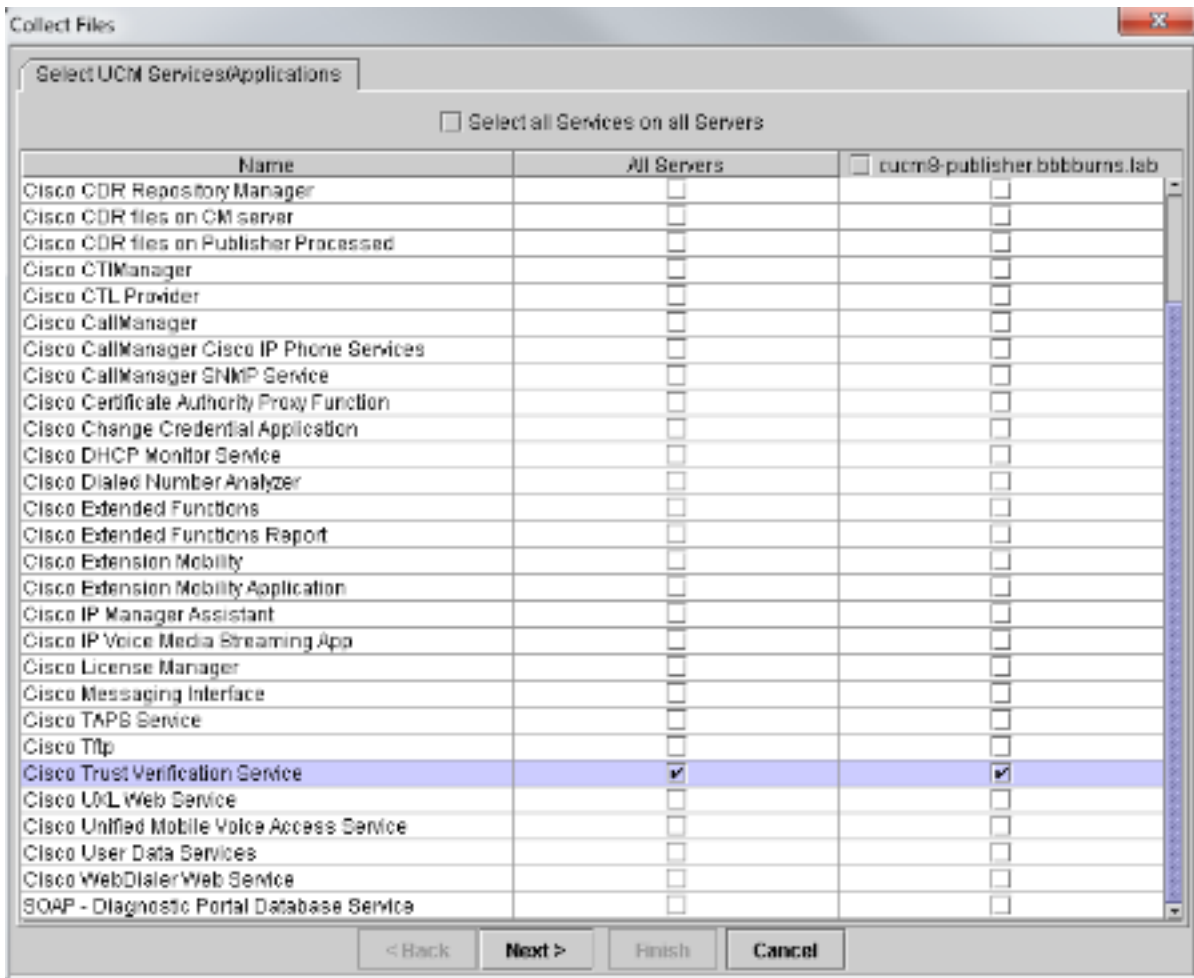 Collect Files
Select UCM Services/Applications
Select all Services on all Servers
Name All Servers cucm8-publisher.bbbburns.lab
Cisco CDR Repository Manager
Cisco CDR files on CM server
Cisco CDR files on Publisher Processed
Cisco CTIManager
Cisco CTL Provider
Cisco CallManager
Cisco CallManager Cisco IP Phone Services
Cisco CallManager SNMP Service
Cisco Certificate Authority Proxy Function
Cisco Change Credential Application
Cisco DHCP Monitor Service
Cisco Dialed Number Analyzer
Cisco Extended Functions
Cisco Extended Functions Report
Cisco Extension Mobility
Cisco Extension Mobility Application
Cisco IP Manager Assistant
Cisco IP Voice Media Streaming App
Cisco License Manager
Cisco Messaging Interface
Cisco TAPS Service
Cisco Tftp
Cisco Trust Verification Service
Cisco UXL Web Service
Cisco Unified Mobile Voice Access Service
Cisco User Data Services
Cisco WebDialer Web Service
SOAP - Diagnostic Portal Database Service
< Back Next > Finish Cancel